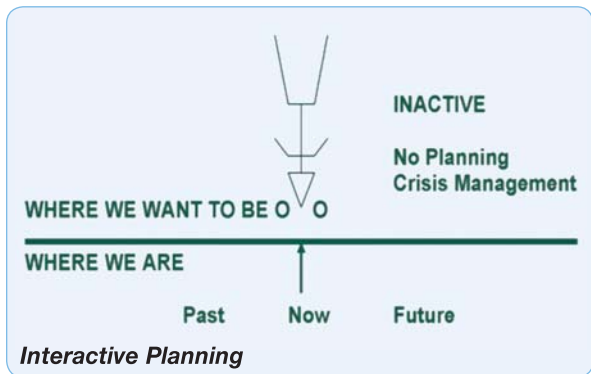 INACTIVE
No Planning
Crisis Management
WHERE WE WANT TO BE O O
WHERE WE ARE
Past Now Future
Interactive Planning